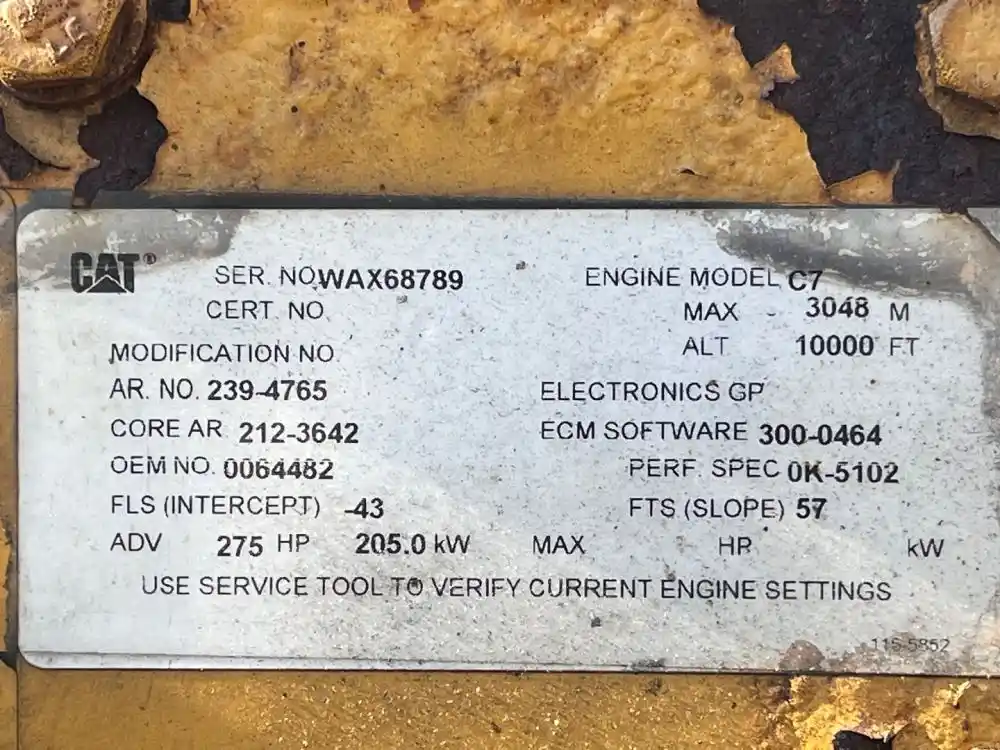 CAT® SER. NO. WAX68789 ENGINE MODEL C7
CERT. NO. MAX - 3048 M
MODIFICATION NO. ALT 10000 FT
AR. NO. 239-4765 ELECTRONICS GP
CORE AR 212-3642 ECM SOFTWARE 300-0464
OEM NO. 0064482 PERF. SPEC 0K-5102
FLS (INTERCEPT) -43 FTS (SLOPE) 57
ADV 275 HP 205.0 kW MAX HP kW
USE SERVICE TOOL TO VERIFY CURRENT ENGINE SETTINGS
115-5852